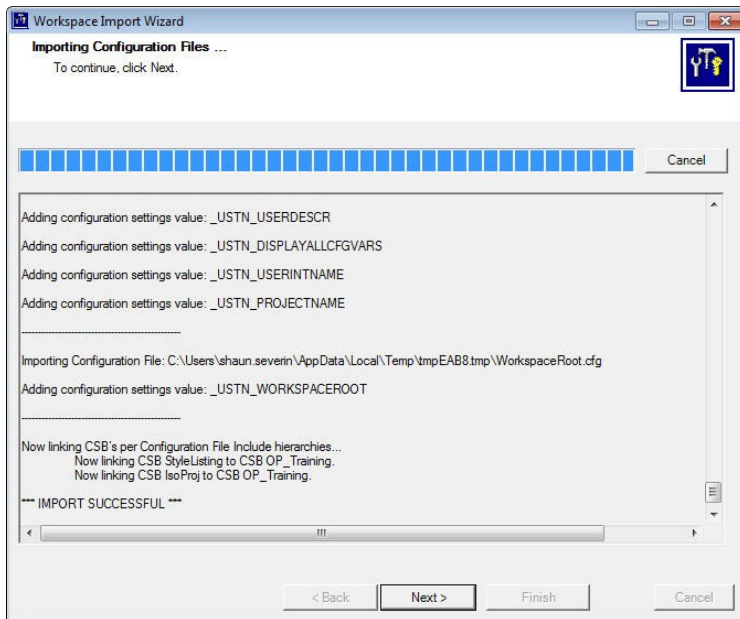 Workspace Import Wizard
Importing Configuration Files ...
To continue, click Next.
Cancel
Adding configuration settings value: _USTN_USERDESCR
Adding configuration settings value: _USTN_DISPLAYALLCFGVARS
Adding configuration settings value: _USTN_USERINTNAME
Adding configuration settings value: _USTN_PROJECTNAME
------------------------------------------------
Importing Configuration File: C:\Users\shaun.severin\AppData\Local\Temp\tmpEAB8.tmp\WorkspaceRoot.cfg
Adding configuration settings value: _USTN_WORKSPACEROOT
------------------------------------------------
Now linking CSB's per Configuration File Include hierarchies...
Now linking CSB StyleListing to CSB OP_Training.
Now linking CSB IsoProj to CSB OP_Training.
*** IMPORT SUCCESSFUL ***
< Back Next > Finish Cancel